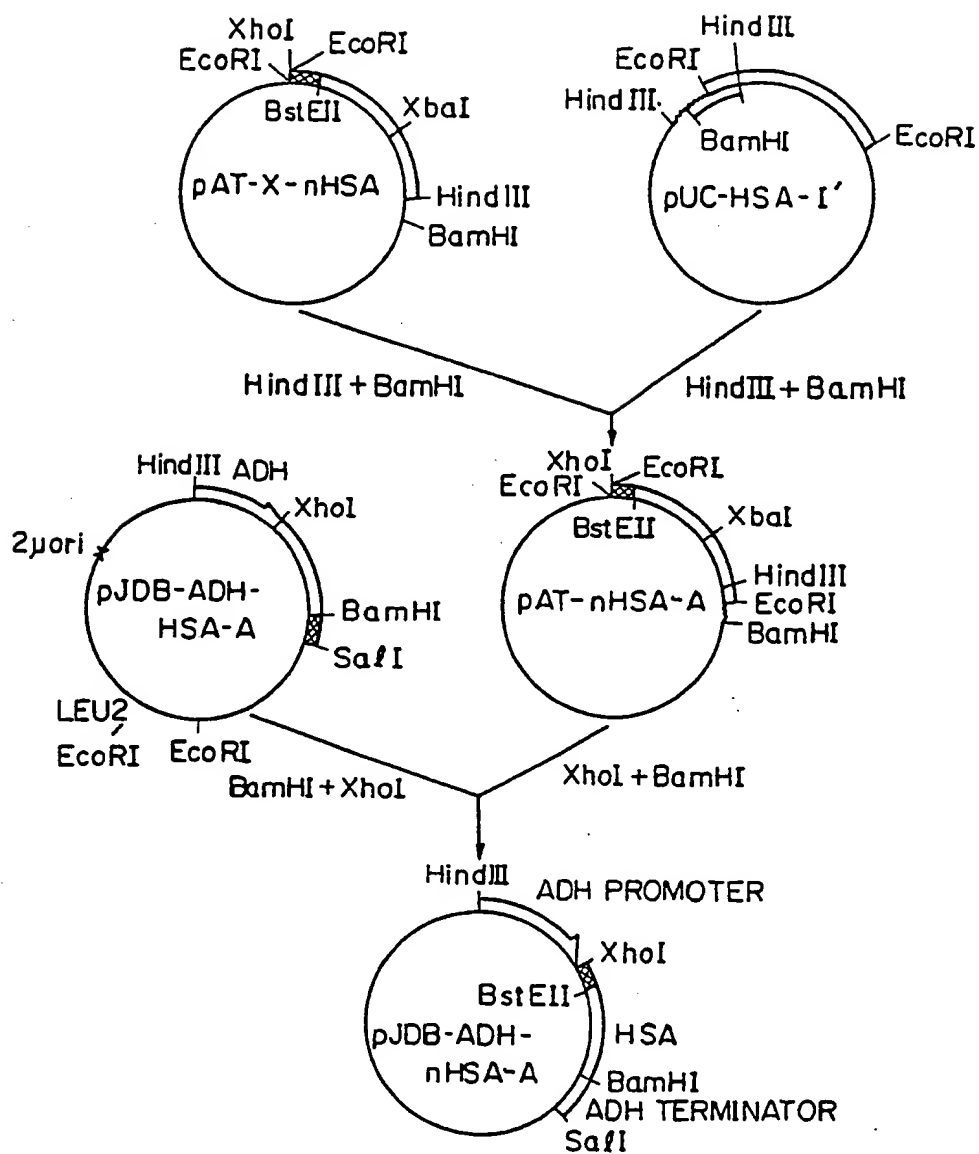 XhoI
EcoRI
EcoRI
BstEII
XbaI
pAT-X-nHSA
HindIII
BamHI
HindIII
EcoRI
HindIII
BamHI
EcoRI
pUC-HSA-I'
HindIII + BamHI
HindIII + BamHI
HindIII
ADH
XhoI
2μori
pJDB-ADH-
HSA-A
BamHI
SalI
LEU2
EcoRI
EcoRI
XhoI
EcoRI
EcoRI
BstEII
XbaI
pAT-nHSA-A
HindIII
EcoRI
BamHI
BamHI + XhoI
XhoI + BamHI
HindIII
ADH PROMOTER
XhoI
BstEII
pJDB-ADH-
nHSA-A
HSA
BamHI
ADH TERMINATOR
SalI